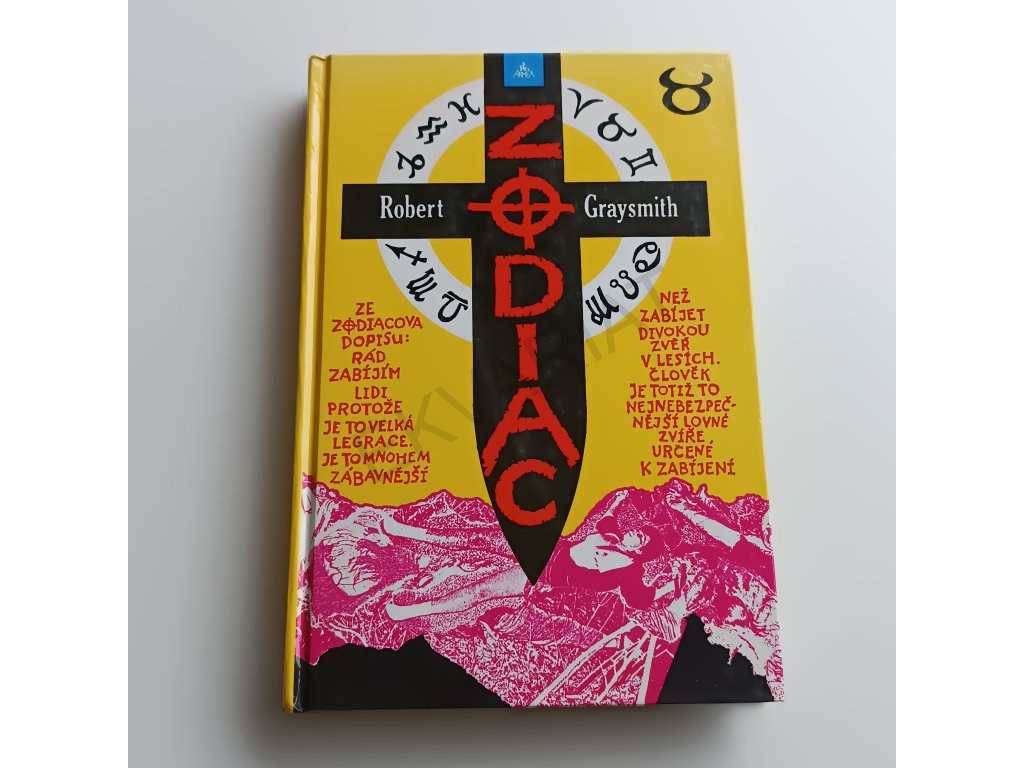 ZODIAC
Robert Graysmith
ZE
ZODIACOVA
DOPISU:
RÁD
ZABÍJÍM
LIDI
PROTOŽE
JE TO VELKÁ
LEGRACE.
JE TO MNOHEM
ZÁBAVNĚJŠÍ
NEŽ
ZABÍJET
DIVOKOU
ZVĚŘ
V LESÍCH.
ČLOVĚK
JE TOTIŽ TO
NEJNEBEZPEČ-
NĚJŠÍ LOVNÉ
ZVÍŘE
URČENÉ
K ZABÍJENÍ